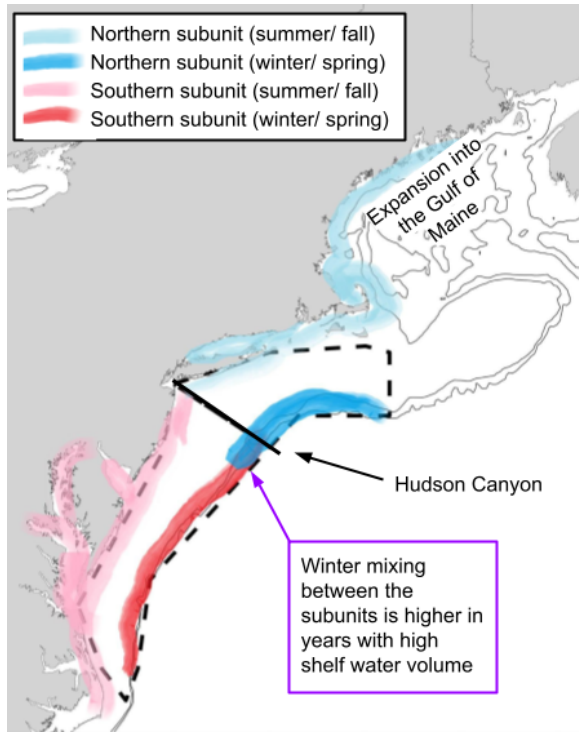 Northern subunit (summer/ fall)
Northern subunit (winter/ spring)
Southern subunit (summer/ fall)
Southern subunit (winter/ spring)
Expansion into
the Gulf of
Maine
Hudson Canyon
Winter mixing
between the
subunits is higher in
years with high
shelf water volume